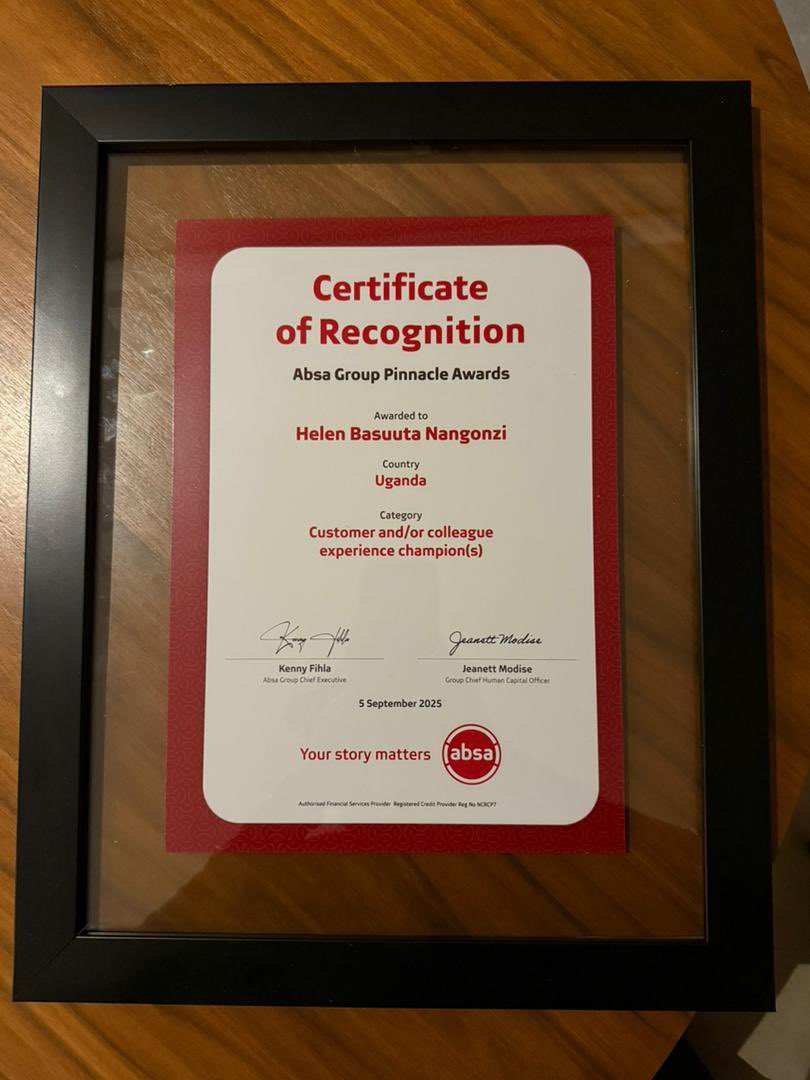 Certificate
of Recognition
Absa Group Pinnacle Awards
Awarded to
Helen Basuuta Nangonzi
Country
Uganda
Category
Customer and/or colleague
experience champion(s)
Kenny Fihla
Jeanett Modise
Kenny Fihla
Jeanett Modise
Absa Group Chief Executive
Group Chief Human Capital Officer
5 September 2025
Your story matters
absa
Authorised Financial Services Provider Registered Credit Provider Reg No NCRCP7